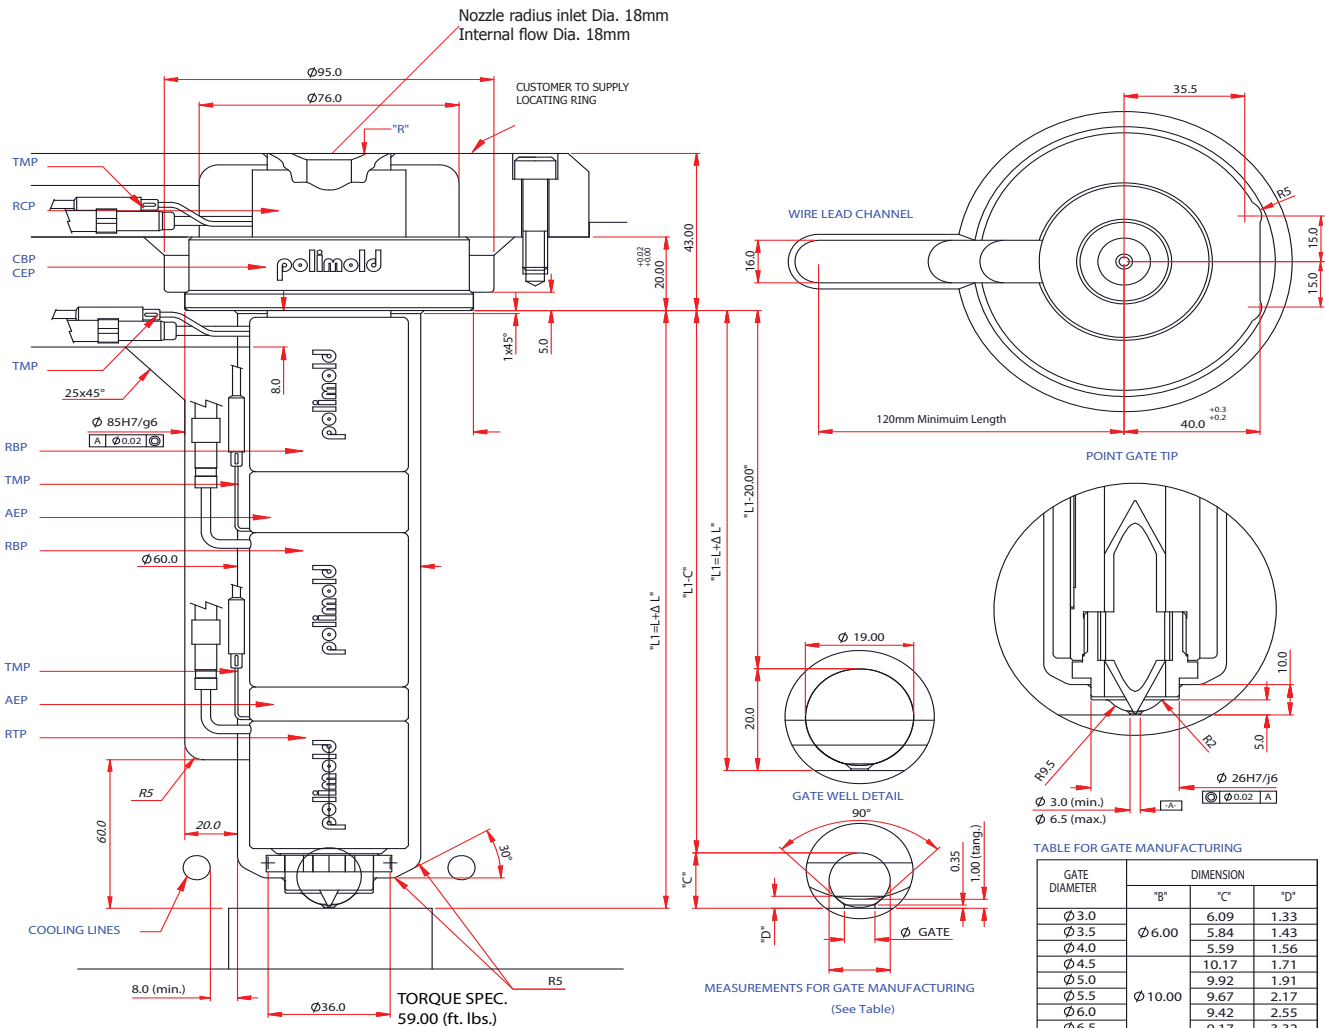 Nozzle radius inlet Dia. 18mm
Internal flow Dia. 18mm
Ø95.0
Ø76.0
CUSTOMER TO SUPPLY
LOCATING RING
"R"
TMP
RCP
CBP
CEP
polimold
+0.02
+0.00
20.00
43.00
TMP
25x45°
8.0
1x45°
5.0
Ø 85H7/g6
A Ø0.02
polimold
RBP
TMP
AEP
RBP
Ø60.0
polimold
TMP
AEP
RTP
polimold
R5
60.0
20.0
30°
COOLING LINES
8.0 (min.)
Ø36.0
R5
TORQUE SPEC.
59.00 (ft. lbs.)
"L1=L+Δ L"
"L1-C"
"L1=L+Δ L"
"L1-20.00"
20.0
"C"
35.5
R5
WIRE LEAD CHANNEL
16.0
15.0
15.0
120mm Minimuim Length
40.0
+0.3
+0.2
POINT GATE TIP
10.0
5.0
R9.5
R2
Ø 26H7/j6
Ø0.02 A
Ø 3.0 (min.)
Ø 6.5 (max.)
-A-
Ø 19.00
GATE WELL DETAIL
90°
0.35
1.00 (tang.)
"D"
Ø GATE
MEASUREMENTS FOR GATE MANUFACTURING
(See Table)
TABLE FOR GATE MANUFACTURING
GATE DIAMETER DIMENSION
"B" "C" "D"
Ø3.0 Ø6.00 6.09 1.33
Ø3.5 5.84 1.43
Ø4.0 5.59 1.56
Ø4.5 Ø10.00 10.17 1.71
Ø5.0 9.92 1.91
Ø5.5 9.67 2.17
Ø6.0 9.42 2.55
Ø6.5 9.17 3.32